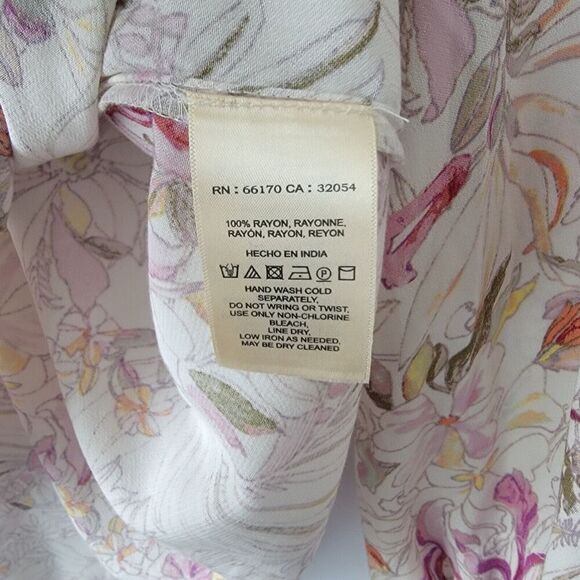 RN : 66170 CA : 32054
100% RAYON, RAYONNE,
RAYÓN, RAYON, REYON
HECHO EN INDIA
HAND WASH COLD
SEPARATELY,
DO NOT WRING OR TWIST,
USE ONLY NON-CHLORINE
BLEACH,
LINE DRY,
LOW IRON AS NEEDED,
MAY BE DRY CLEANED